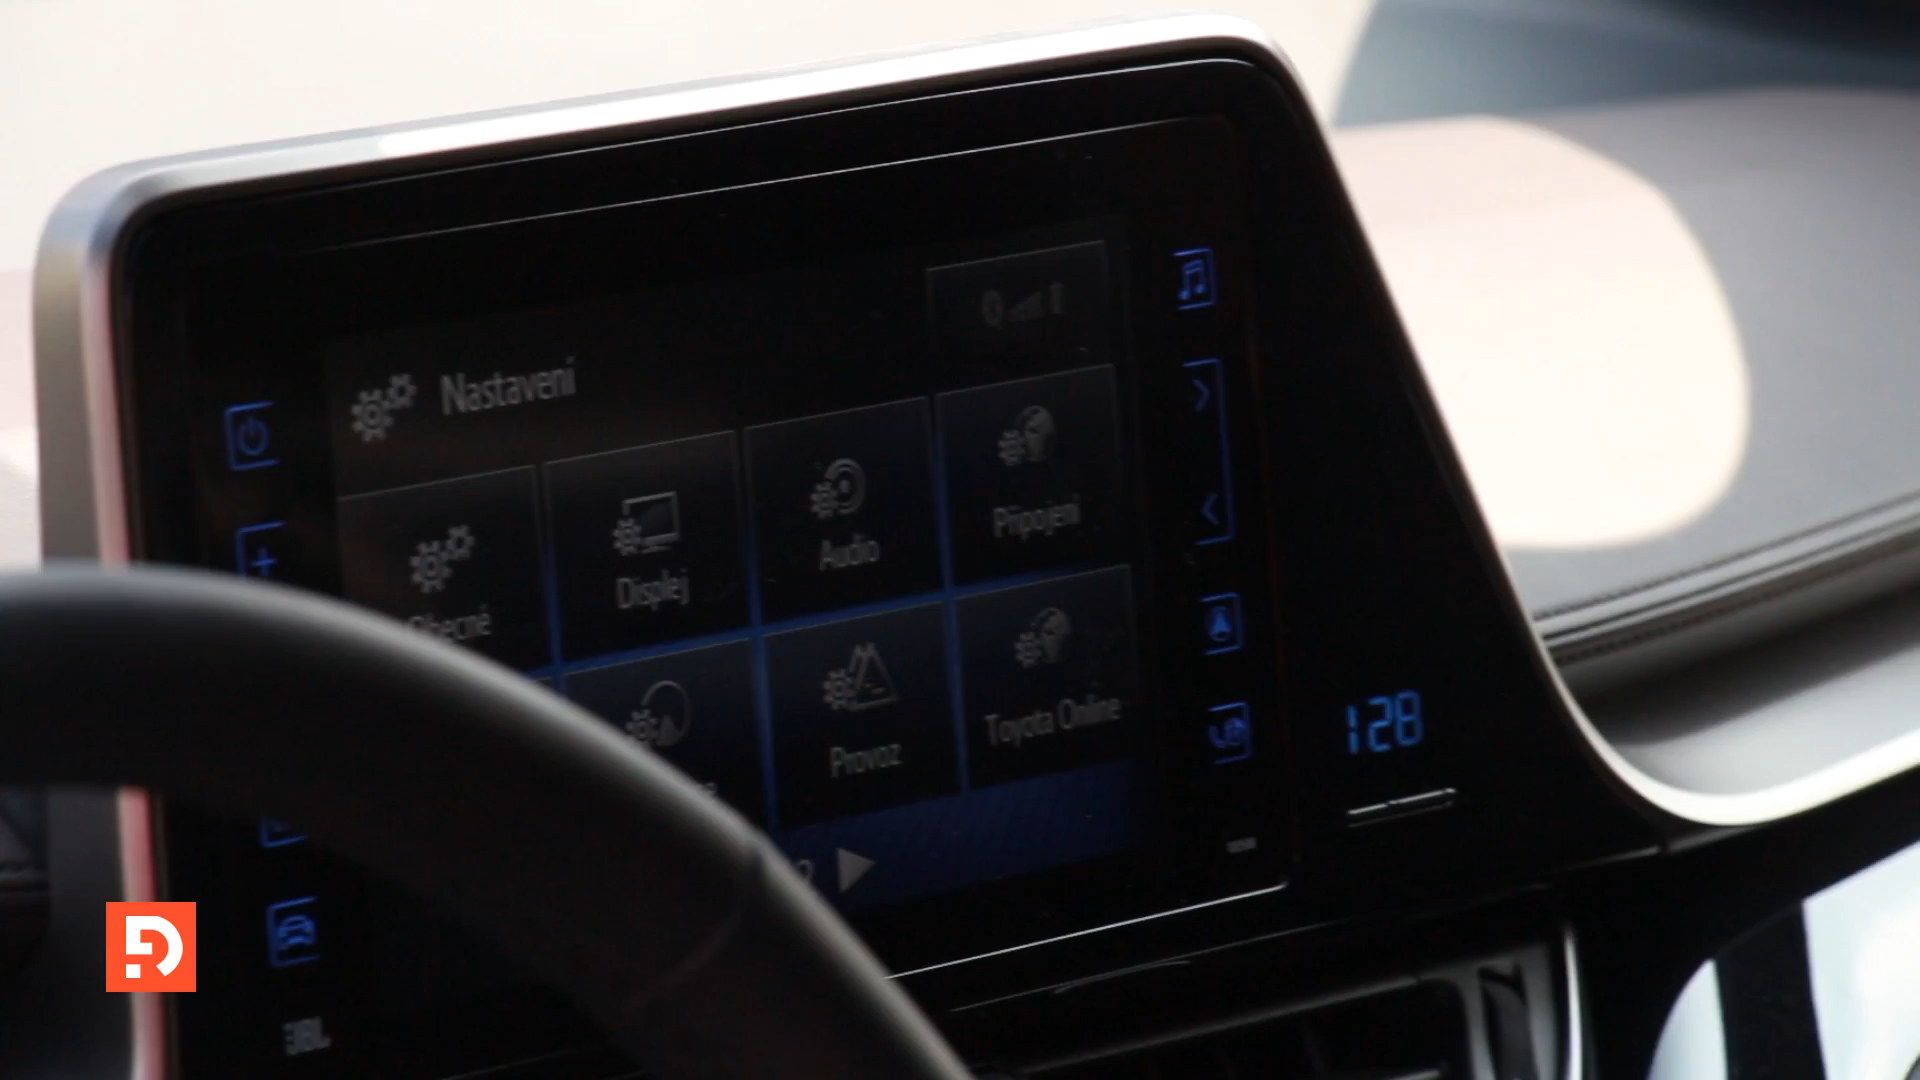 Nastavení
Displej
Audio
Připojení
Provoz
Toyota Online
128
JBL